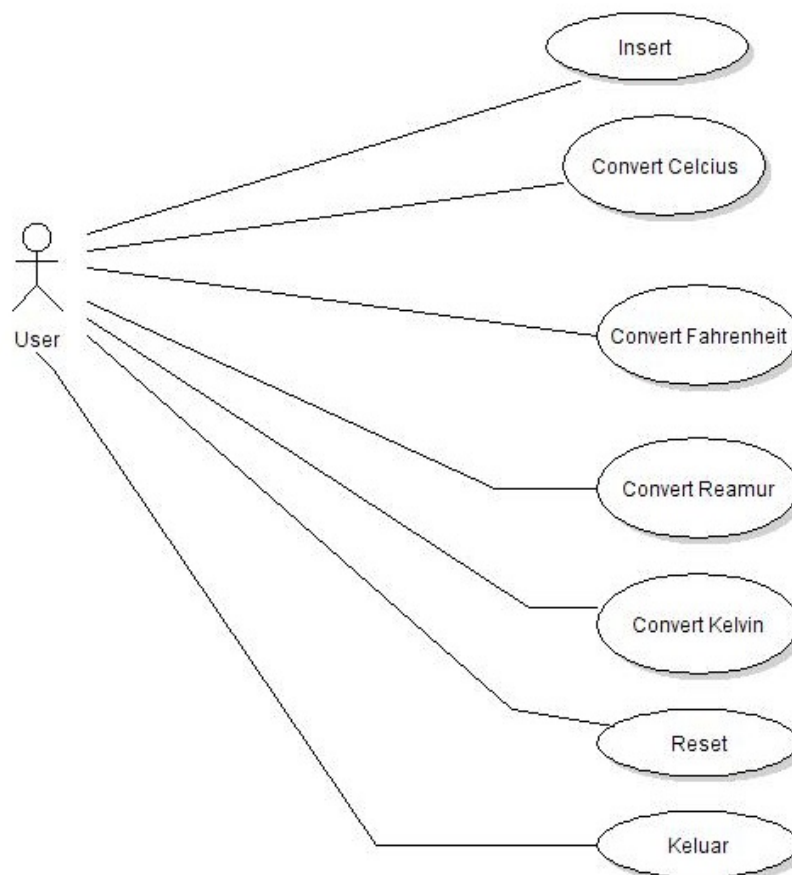 Insert
Convert Celcius
User
Convert Fahrenheit
Convert Reamur
Convert Kelvin
Reset
Keluar